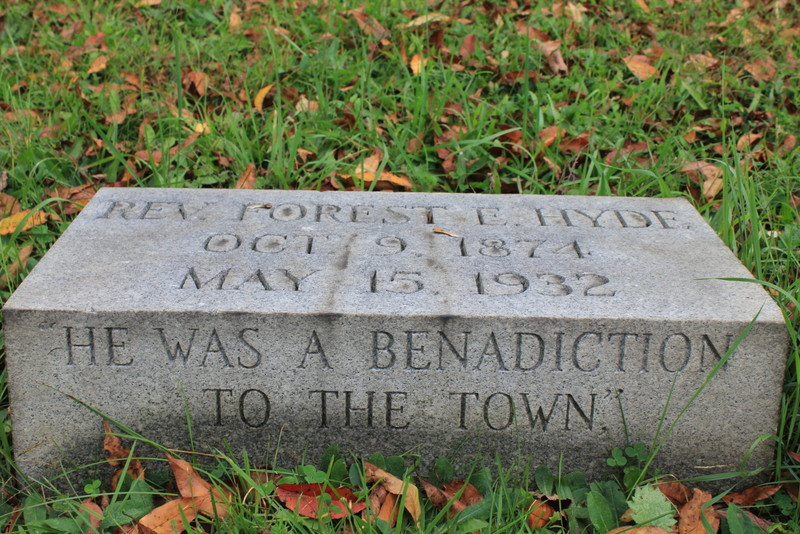 REV. FOREST E. HYDE,
OCT. 9, 1874
MAY 15, 1932
"HE WAS A BENADICTION
TO THE TOWN."